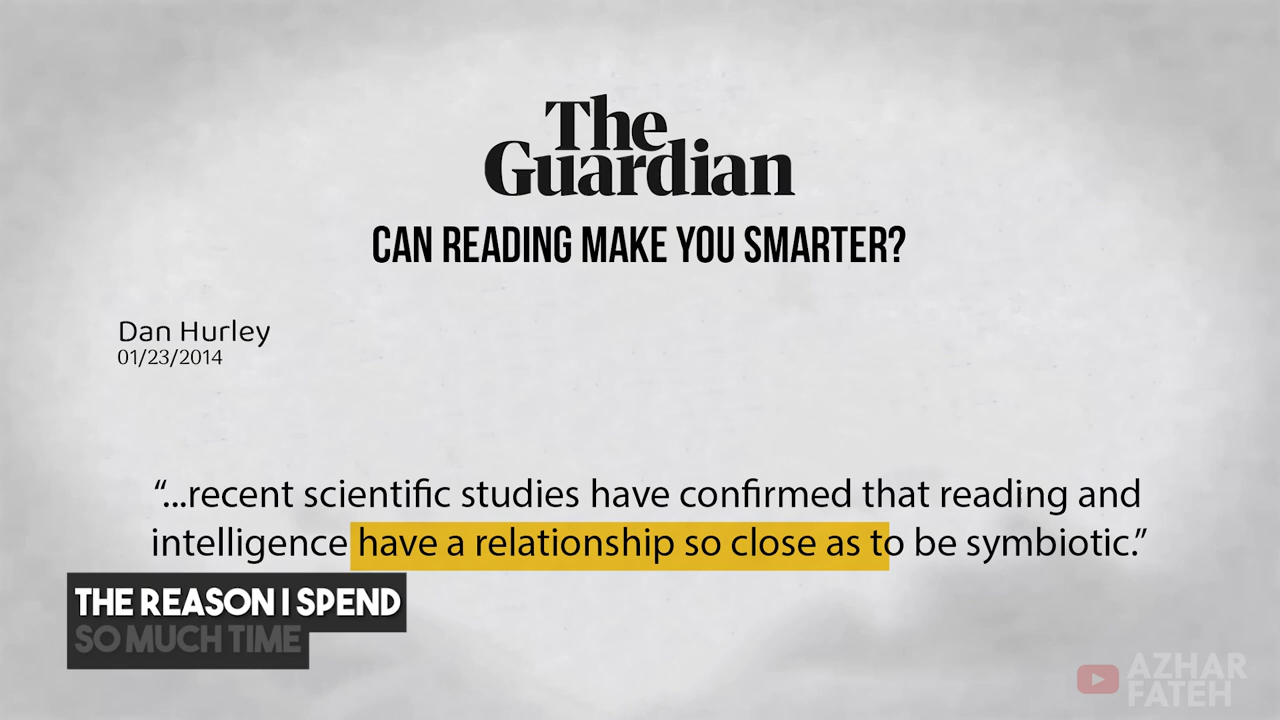 The
Guardian
CAN READING MAKE YOU SMARTER?
Dan Hurley
01/23/2014
“...recent scientific studies have confirmed that reading and
intelligence have a relationship so close as to be symbiotic.”
THE REASON I SPEND
SO MUCH TIME
AZHAR
FATEH